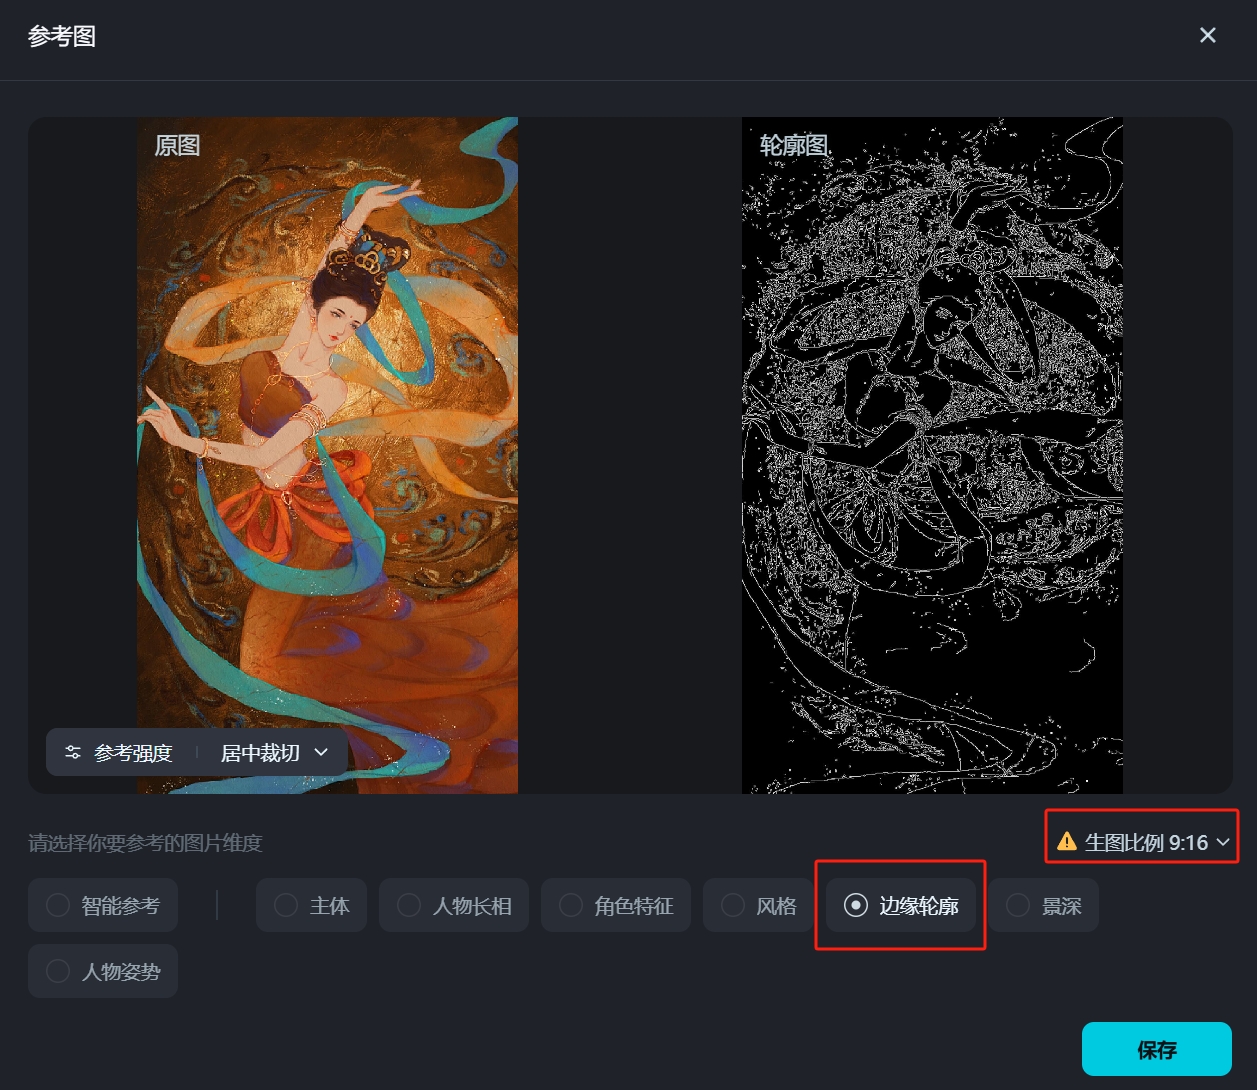 参考图
原图
轮廓图
参考强度 居中裁切
请选择你要参考的图片维度
生图比例 9:16
智能参考 主体 人物长相 角色特征 风格 边缘轮廓 景深
人物姿势
保存